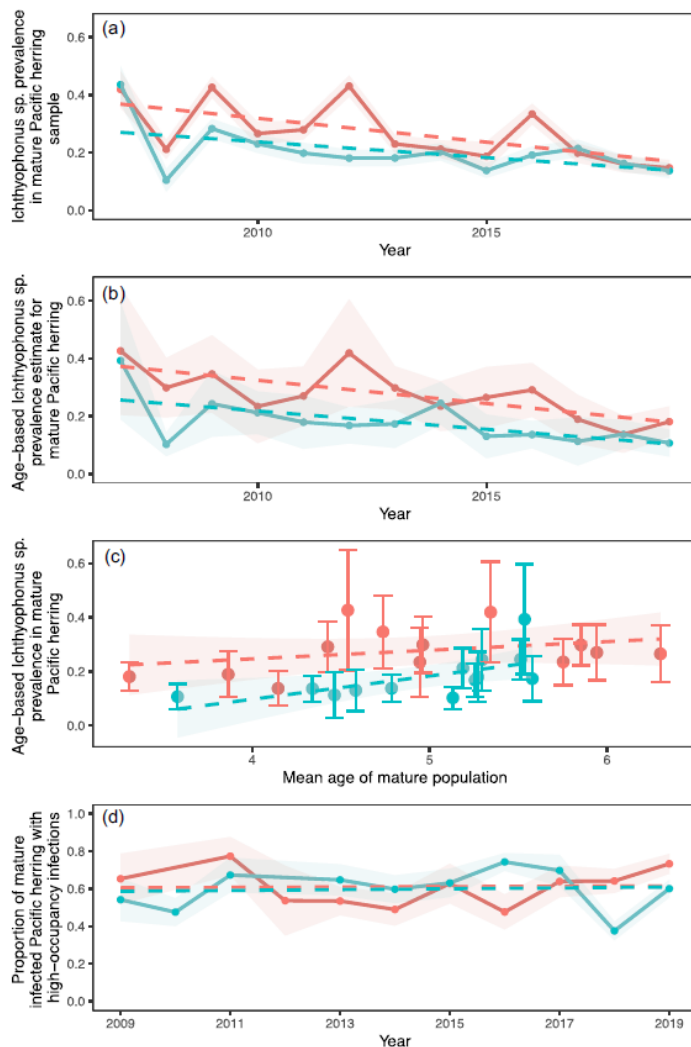 (a)
Ichthyophonus sp. prevalence
in mature Pacific herring
sample
0.6
0.4
0.2
0.0
2010
2015
Year
(b)
Age-based Ichthyophonus sp.
prevalence estimate for
mature Pacific herring
0.6
0.4
0.2
0.0
2010
2015
Year
(c)
Age-based Ichthyophonus sp.
prevalence in mature
Pacific herring
0.6
0.4
0.2
0.0
4
5
6
Mean age of mature population
(d)
Proportion of mature
infected Pacific herring with
high-occupancy infections
1.0
0.8
0.6
0.4
0.2
0.0
2009
2011
2013
2015
2017
2019
Year